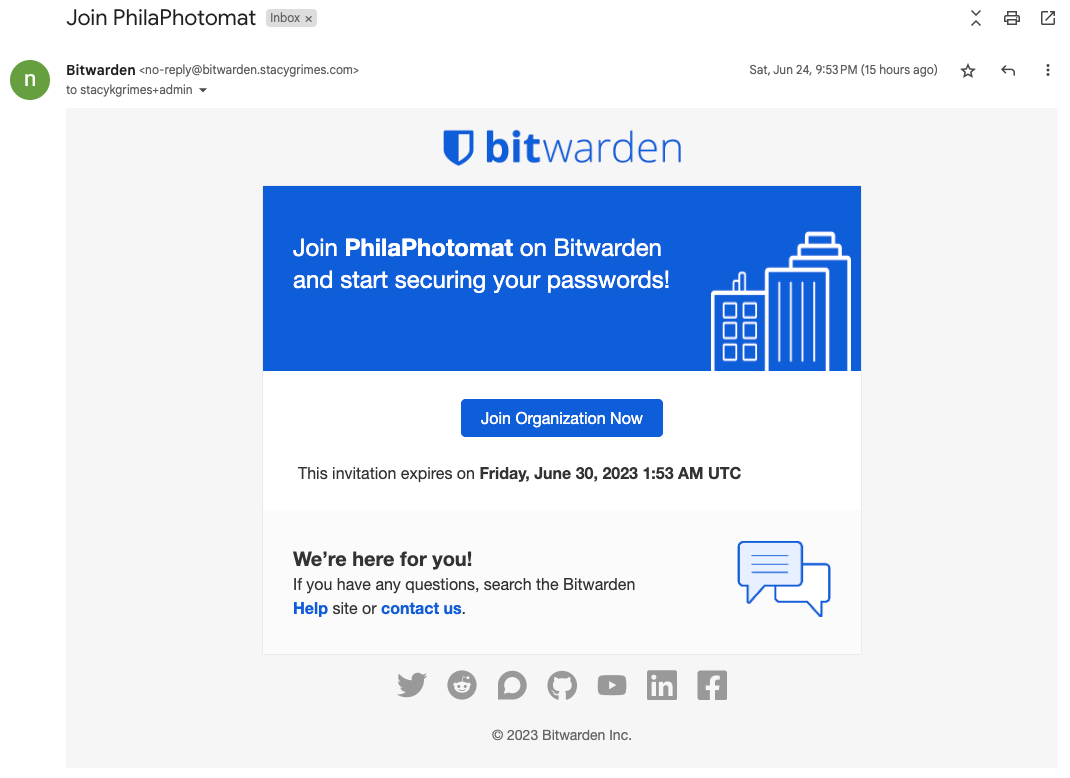 Join PhilaPhotomat Inbox ×
Bitwarden <no-reply@bitwarden.stacygrimes.com> Sat, Jun 24, 9:53 PM (15 hours ago)
n
to stacykgrimes+admin
bitwarden
Join PhilaPhotomat on Bitwarden
and start securing your passwords!
Join Organization Now
This invitation expires on Friday, June 30, 2023 1:53 AM UTC
We’re here for you!
If you have any questions, search the Bitwarden
Help site or contact us.
in
© 2023 Bitwarden Inc.